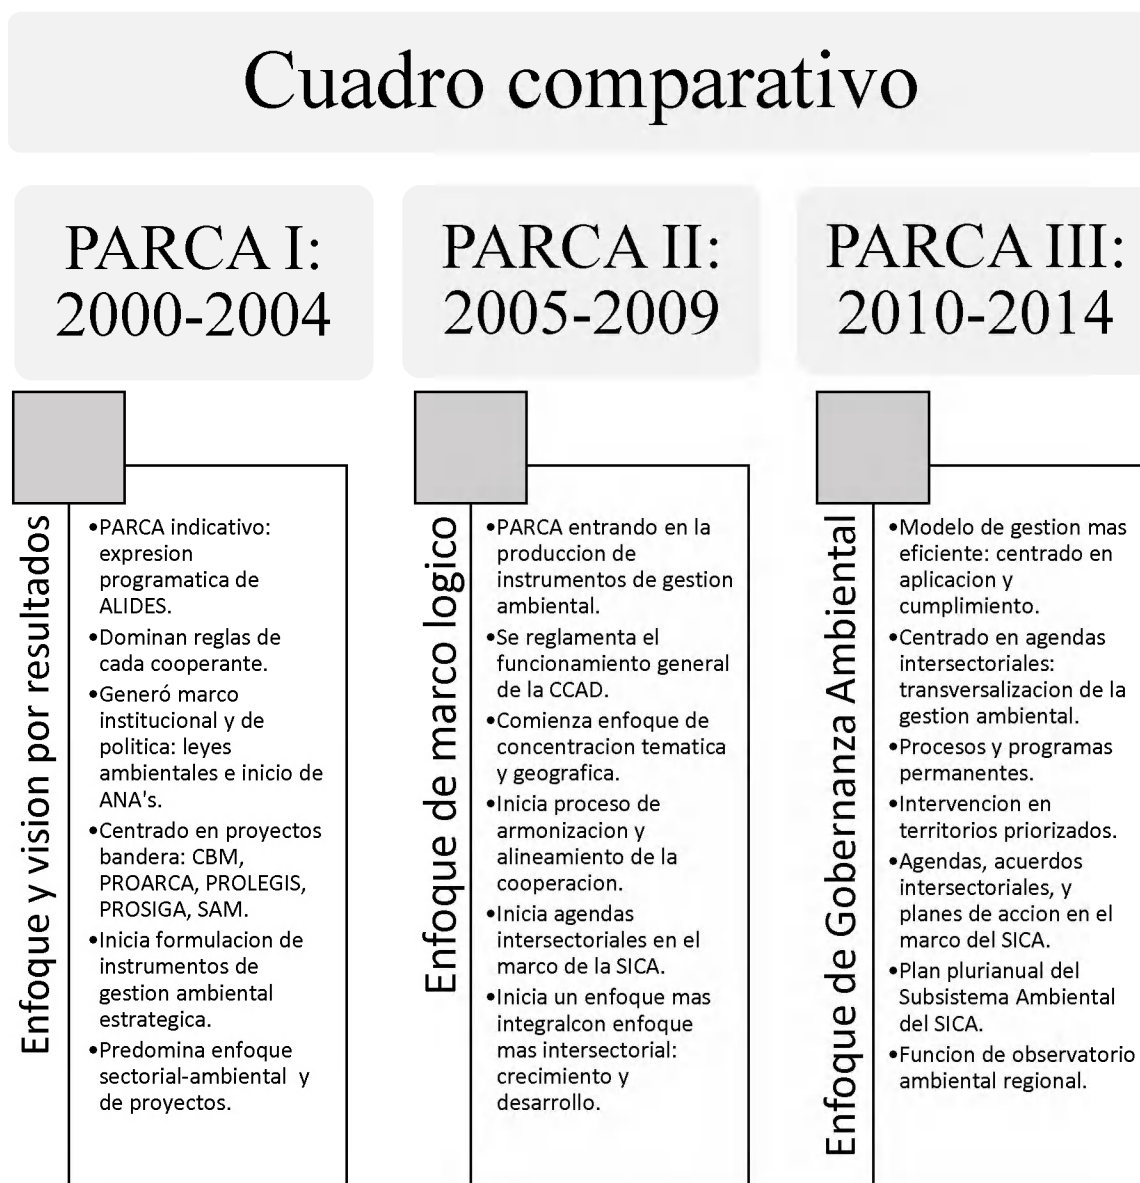 Cuadro comparativo
PARCA I:
2000-2004
Enfoque y vision por resultados
•PARCA indicativo:
expresion
programatica de
ALIDES.
•Dominan reglas de
cada cooperante.
•Generó marco
institucional y de
politica: leyes
ambientales e inicio de
ANA's.
•Centrado en proyectos
bandera: CBM,
PROARCA, PROLEGIS,
PROSIGA, SAM.
•Inicia formulacion de
instrumentos de
gestion ambiental
estrategica.
•Predomina enfoque
sectorial-ambiental y
de proyectos.
PARCA II:
2005-2009
Enfoque de marco logico
•PARCA entrando en la
produccion de
instrumentos de gestion
ambiental.
•Se reglamenta el
funcionamiento general
de la CCAD.
•Comienza enfoque de
concentracion tematica
y geografica.
•Inicia proceso de
armonizacion y
alineamiento de la
cooperacion.
•Inicia agendas
intersectoriales en el
marco de la SICA.
•Inicia un enfoque mas
integralcon enfoque
mas intersectorial:
crecimiento y
desarrollo.
PARCA III:
2010-2014
Enfoque de Gobernanza Ambiental
•Modelo de gestion mas
eficiente: centrado en
aplicacion y
cumplimiento.
•Centrado en agendas
intersectoriales:
transversalizacion de la
gestion ambiental.
•Procesos y programas
permanentes.
•Intervencion en
territorios priorizados.
•Agendas, acuerdos
intersectoriales, y
planes de accion en el
marco del SICA.
•Plan plurianual del
Subsistema Ambiental
del SICA.
•Funcion de observatorio
ambiental regional.